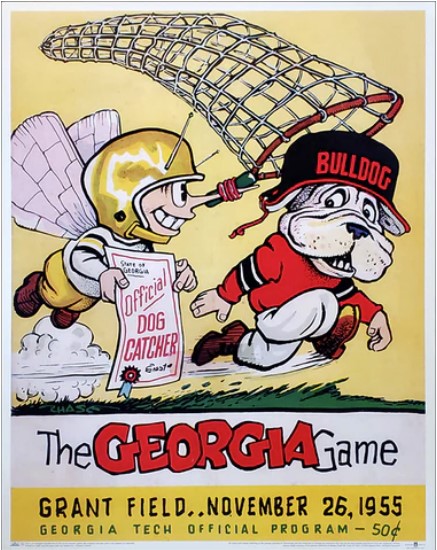 BULLDOG
STATE OF
GEORGIA
Official
DOG
CATCHER
CHASE
The GEORGIA Game
GRANT FIELD..NOVEMBER 26, 1955
GEORGIA TECH OFFICIAL PROGRAM - 50¢